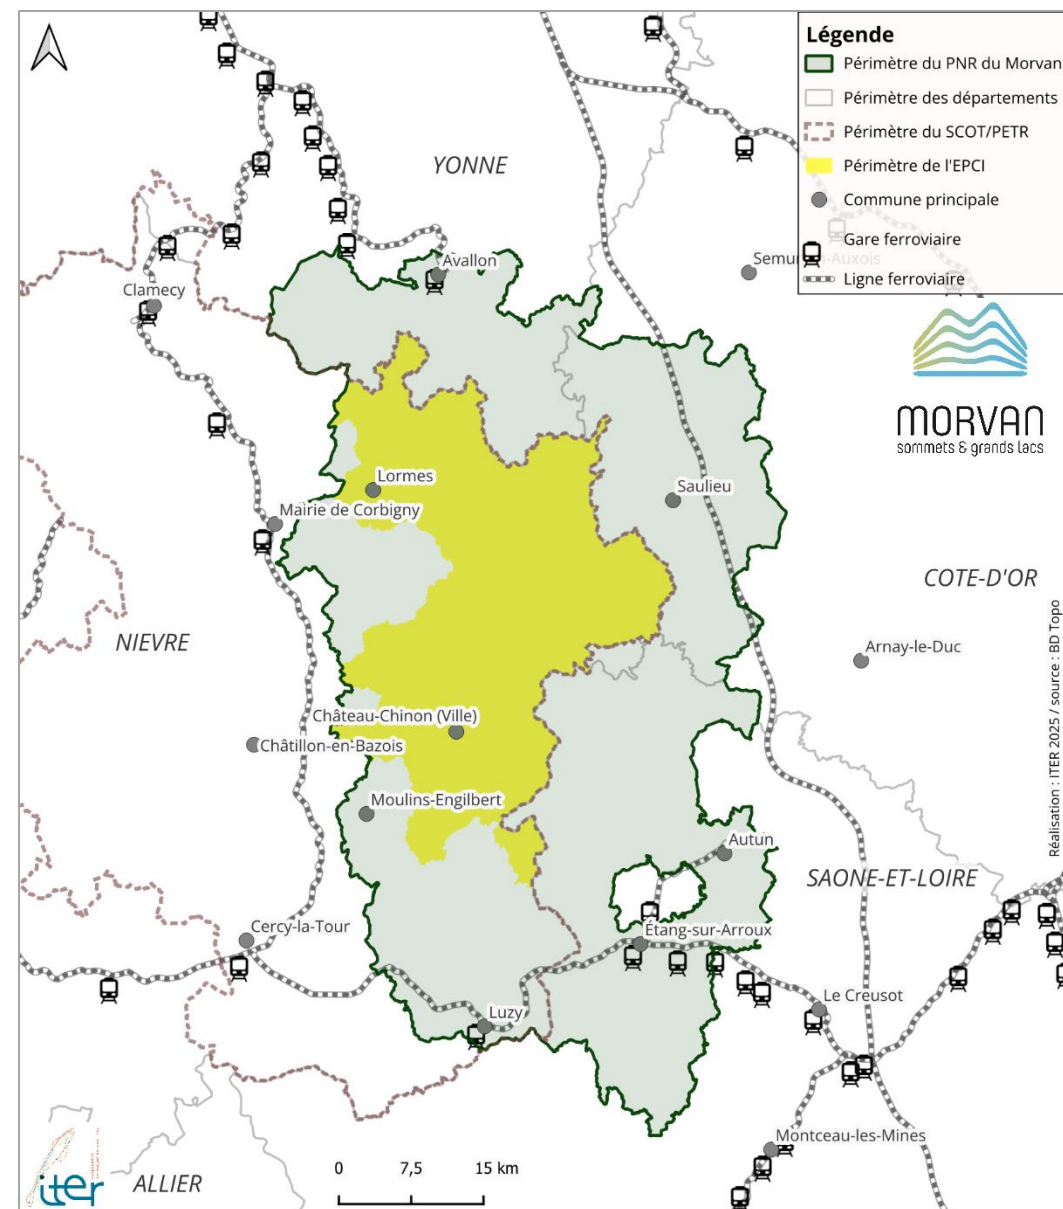 Légende
Périmètre du PNR du Morvan
Périmètre des départements
Périmètre du SCOT/PETR
Périmètre de l'EPCI
Commune principale
Gare ferroviaire
Ligne ferroviaire
YONNE
Avallon
Semur-en-Auxois
Clamecy
MORVAN
sommets & grands lacs
Lormes
Saulieu
Mairie de Corbigny
COTE-D'OR
NIEVRE
Arnay-le-Duc
Château-Chinon (Ville)
Châtillon-en-Bazois
Moulins-Engilbert
Autun
SAONE-ET-LOIRE
Cercy-la-Tour
Étang-sur-Arroux
Le Creusot
Luzy
Montceau-les-Mines
ALLIER
iter
0 7,5 15 km
Réalisation : ITER 2025 / source : BD Topo